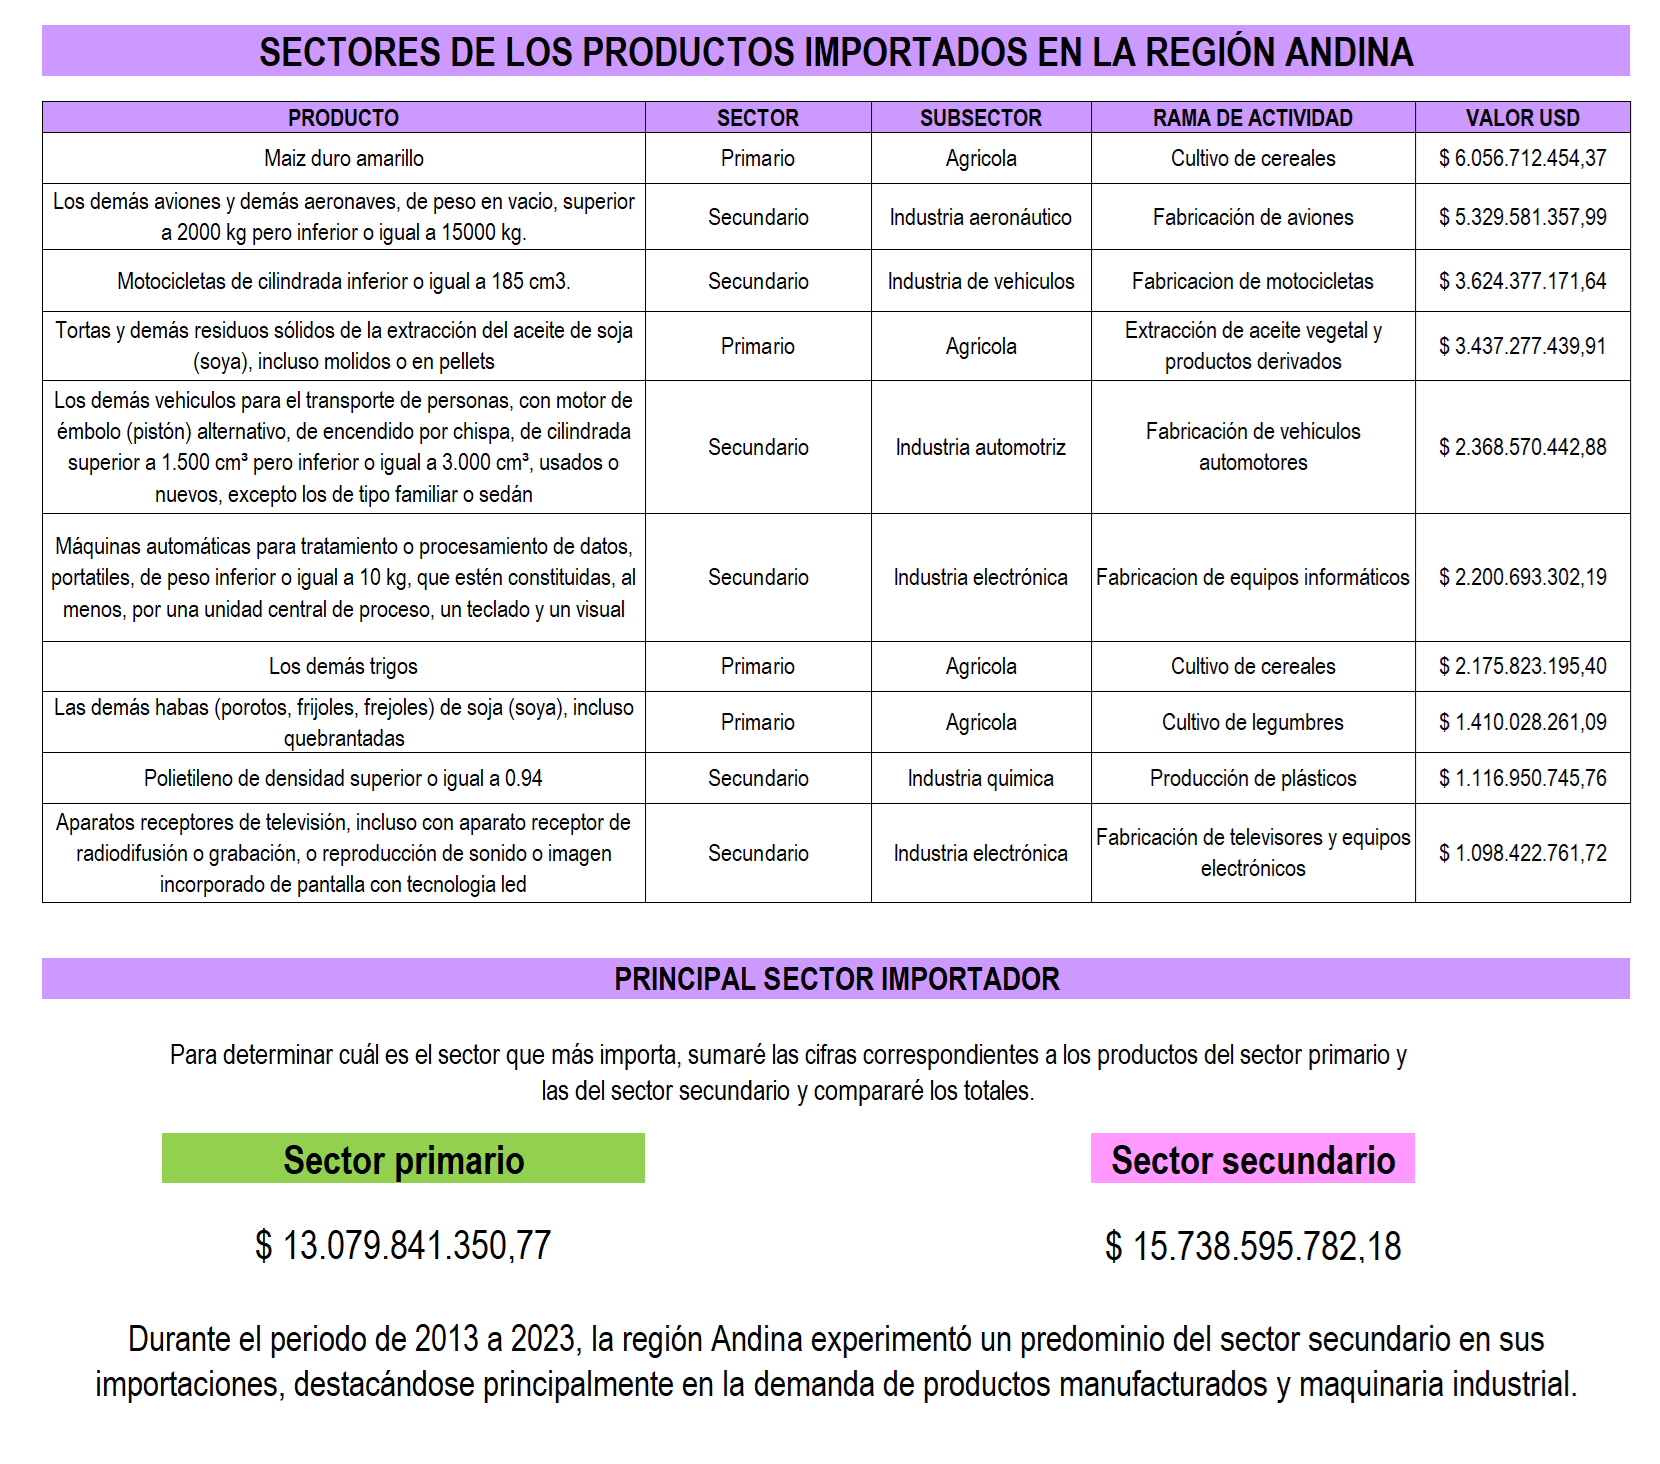 SECTORES DE LOS PRODUCTOS IMPORTADOS EN LA REGIÓN ANDINA
PRODUCTO SECTOR SUBSECTOR RAMA DE ACTIVIDAD VALOR USD
Maiz duro amarillo Primario Agrícola Cultivo de cereales $ 6.056.712.454,37
Los demás aviones y demás aeronaves, de peso en vacío, superior
a 2000 kg pero inferior o igual a 15000 kg. Secundario Industria aeronáutico Fabricación de aviones $ 5.329.581.357,99
Motocicletas de cilindrada inferior o igual a 185 cm3. Secundario Industria de vehículos Fabricacion de motocicletas $ 3.624.377.171,64
Tortas y demás residuos sólidos de la extracción del aceite de soja
(soya), incluso molidos o en pellets Primario Agrícola Extracción de aceite vegetal y
productos derivados $ 3.437.277.439,91
Los demás vehículos para el transporte de personas, con motor de
émbolo (pistón) alternativo, de encendido por chispa, de cilindrada
superior a 1.500 cm³ pero inferior o igual a 3.000 cm³, usados o
nuevos, excepto los de tipo familiar o sedán Secundario Industria automotriz Fabricación de vehículos
automotores $ 2.368.570.442,88
Máquinas automáticas para tratamiento o procesamiento de datos,
portatiles, de peso inferior o igual a 10 kg, que estén constituidas, al
menos, por una unidad central de proceso, un teclado y un visual Secundario Industria electrónica Fabricacion de equipos informáticos $ 2.200.693.302,19
Los demás trigos Primario Agrícola Cultivo de cereales $ 2.175.823.195,40
Las demás habas (porotos, frijoles, frejoles) de soja (soya), incluso
quebrantadas Primario Agrícola Cultivo de legumbres $ 1.410.028.261,09
Polietileno de densidad superior o igual a 0.94 Secundario Industria química Producción de plásticos $ 1.116.950.745,76
Aparatos receptores de televisión, incluso con aparato receptor de
radiodifusión o grabación, o reproducción de sonido o imagen
incorporado de pantalla con tecnología led Secundario Industria electrónica Fabricación de televisores y equipos
electrónicos $ 1.098.422.761,72
PRINCIPAL SECTOR IMPORTADOR
Para determinar cuál es el sector que más importa, sumaré las cifras correspondientes a los productos del sector primario y
las del sector secundario y compararé los totales.
Sector primario Sector secundario
$ 13.079.841.350,77 $ 15.738.595.782,18
Durante el periodo de 2013 a 2023, la región Andina experimentó un predominio del sector secundario en sus
importaciones, destacándose principalmente en la demanda de productos manufacturados y maquinaria industrial.